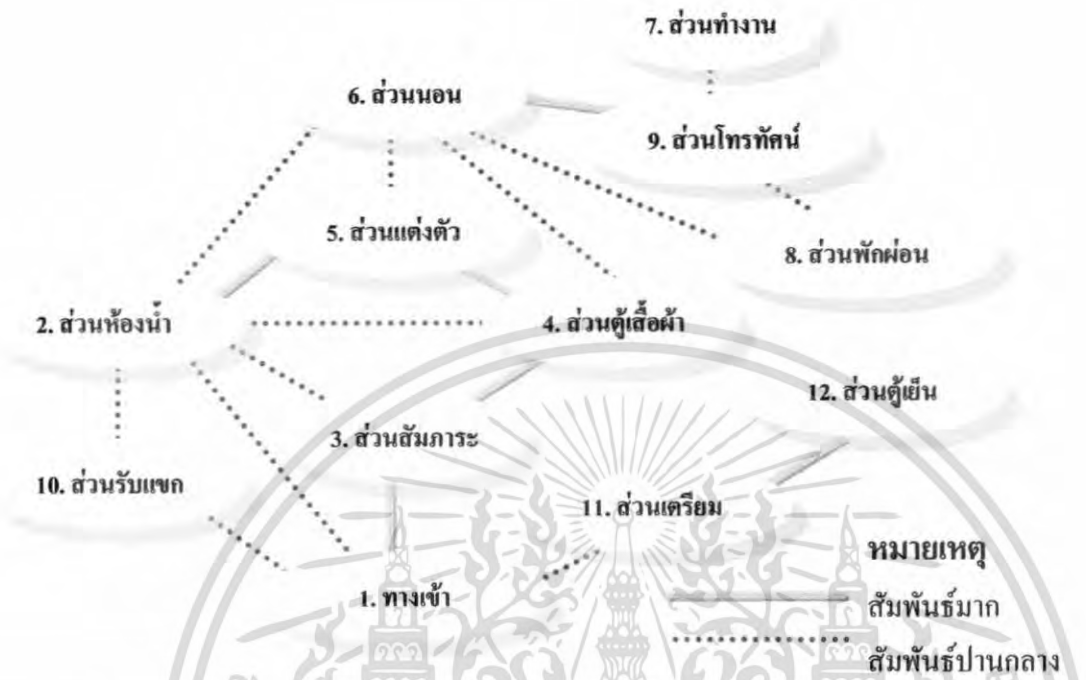 7. ส่วนทำงาน
6. ส่วนนอน
9. ส่วนโทรทัศน์
5. ส่วนแต่งตัว
8. ส่วนพักผ่อน
2. ส่วนห้องน้ำ
4. ส่วนตู้เสื้อผ้า
12. ส่วนตู้เย็น
3. ส่วนสัมภาระ
10. ส่วนรับแขก
11. ส่วนเตรียม
1. ทางเข้า
หมายเหตุ
สัมพันธ์มาก
สัมพันธ์ปานกลาง